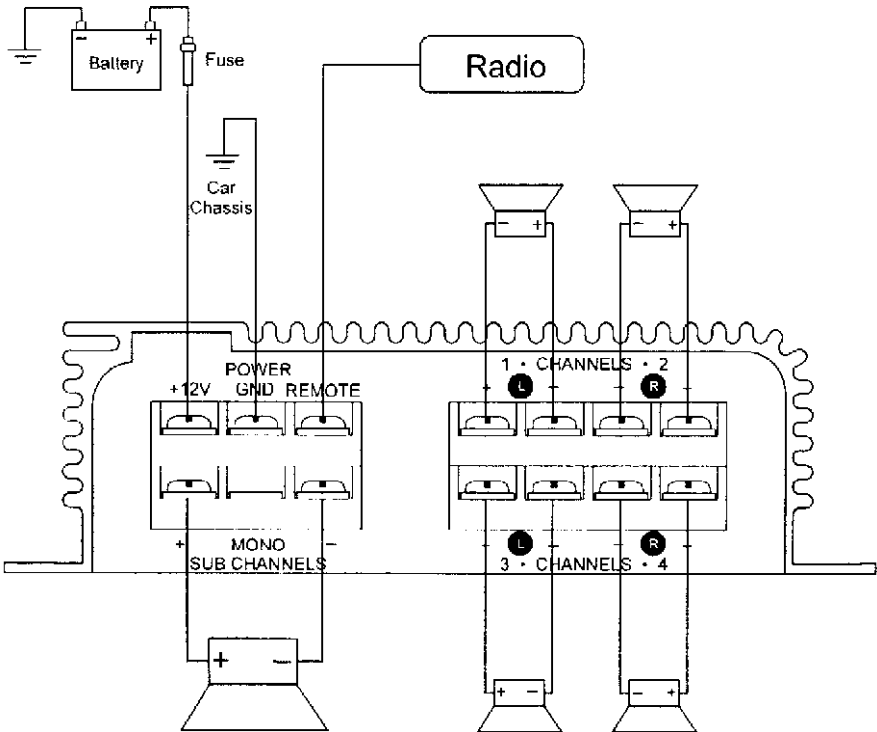 - +
Battery
Fuse
Radio
Car
Chassis
- +
- +
1 • CHANNELS • 2
L R
+12V
POWER
GND
REMOTE
+ MONO -
SUB CHANNELS
L R
3 • CHANNELS • 4
+ -
+ -
- +